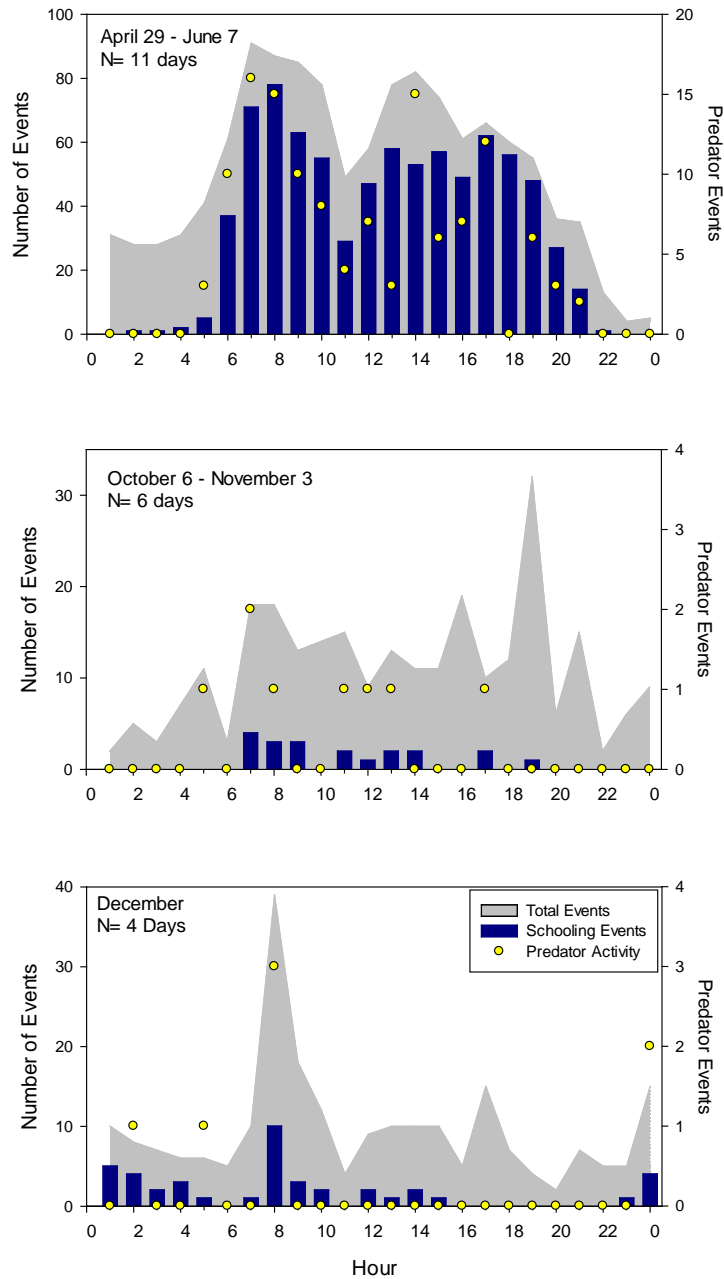 April 29 - June 7
N= 11 days
Number of Events
Predator Events
100
80
60
40
20
0
20
15
10
5
0
0 2 4 6 8 10 12 14 16 18 20 22 0
October 6 - November 3
N= 6 days
Number of Events
Predator Events
30
20
10
0
4
3
2
1
0
0 2 4 6 8 10 12 14 16 18 20 22 0
December
N= 4 Days
Total Events
Schooling Events
Predator Activity
Number of Events
Predator Events
40
30
20
10
0
4
3
2
1
0
0 2 4 6 8 10 12 14 16 18 20 22 0
Hour